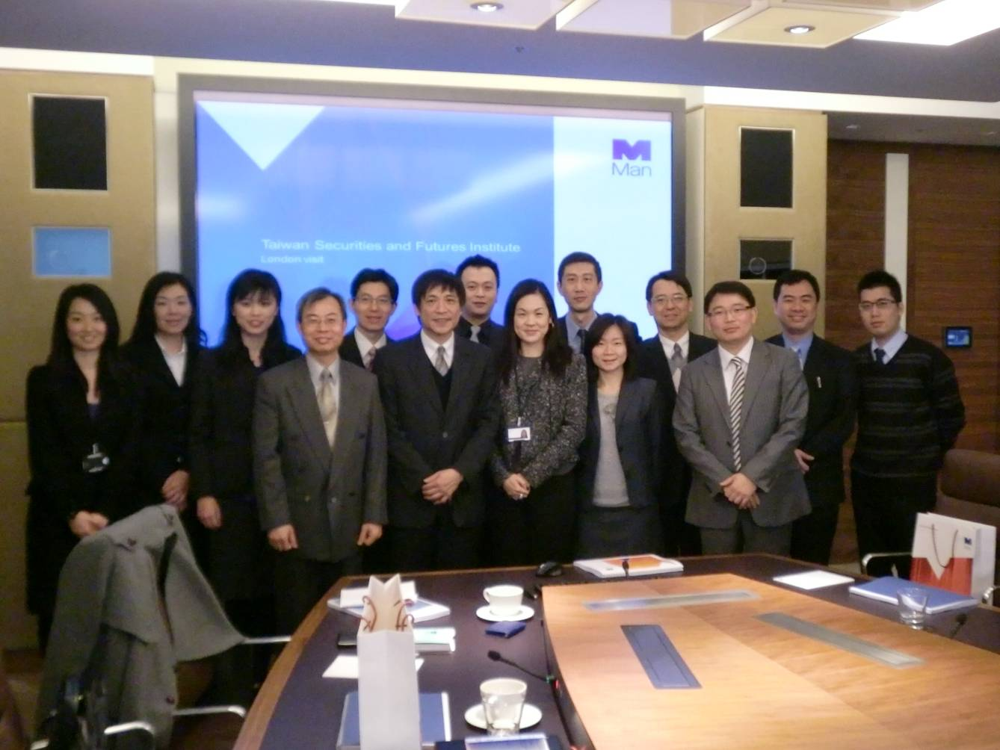 M
Man
Taiwan Securities and Futures Institute
London visit